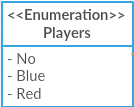 <<Enumeration>>
Players
- No
- Blue
- Red